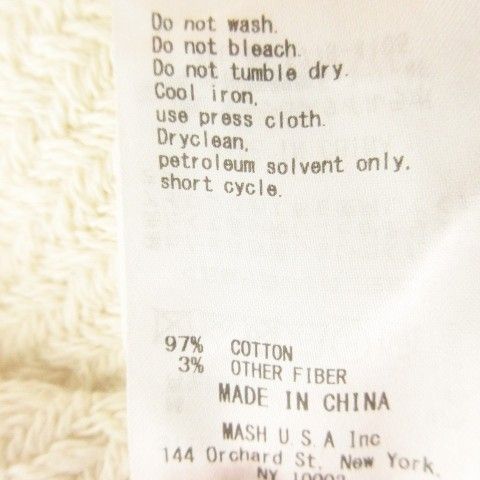 Do not wash.
Do not bleach.
Do not tumble dry.
Cool iron,
use press cloth.
Dryclean,
petroleum solvent only.
short cycle.
97% COTTON
3% OTHER FIBER
MADE IN CHINA
MASH U.S.A Inc
144 Orchard St, New York,
NY